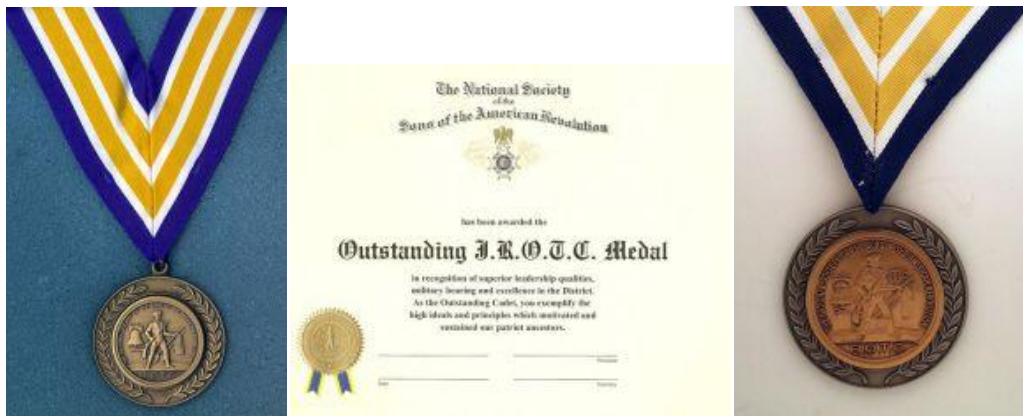 The National Society
of the
Sons of the American Revolution
has been awarded the
Outstanding J.R.O.T.C. Medal
in recognition of superior leadership qualities,
military bearing and excellence in the District.
As the Outstanding Cadet, you exemplify the
high ideals and principles which motivated and
sustained our patriot ancestors.
President
Date
Secretary
ROTC